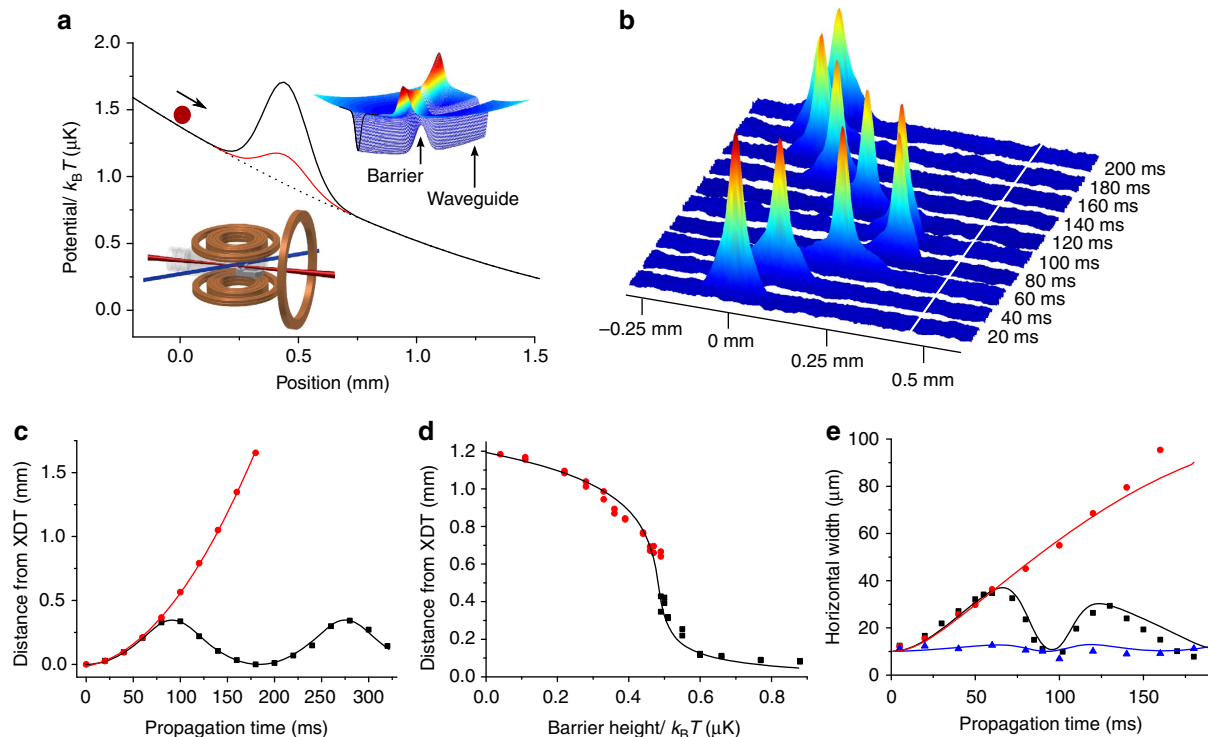 a
2.0
1.5
1.0
0.5
0.0
Potential/ k_B T (μK)
0.0 0.5 1.0 1.5
Position (mm)
Barrier
Waveguide
b
200 ms
180 ms
160 ms
140 ms
120 ms
100 ms
80 ms
60 ms
40 ms
20 ms
–0.25 mm
0 mm
0.25 mm
0.5 mm
c
1.5
1.0
0.5
0.0
Distance from XDT (mm)
0 50 100 150 200 250 300
Propagation time (ms)
d
1.2
1.0
0.8
0.6
0.4
0.2
0.0
Distance from XDT (mm)
0.0 0.2 0.4 0.6 0.8
Barrier height/ k_B T (μK)
e
100
80
60
40
20
0
Horizontal width (μm)
0 50 100 150
Propagation time (ms)